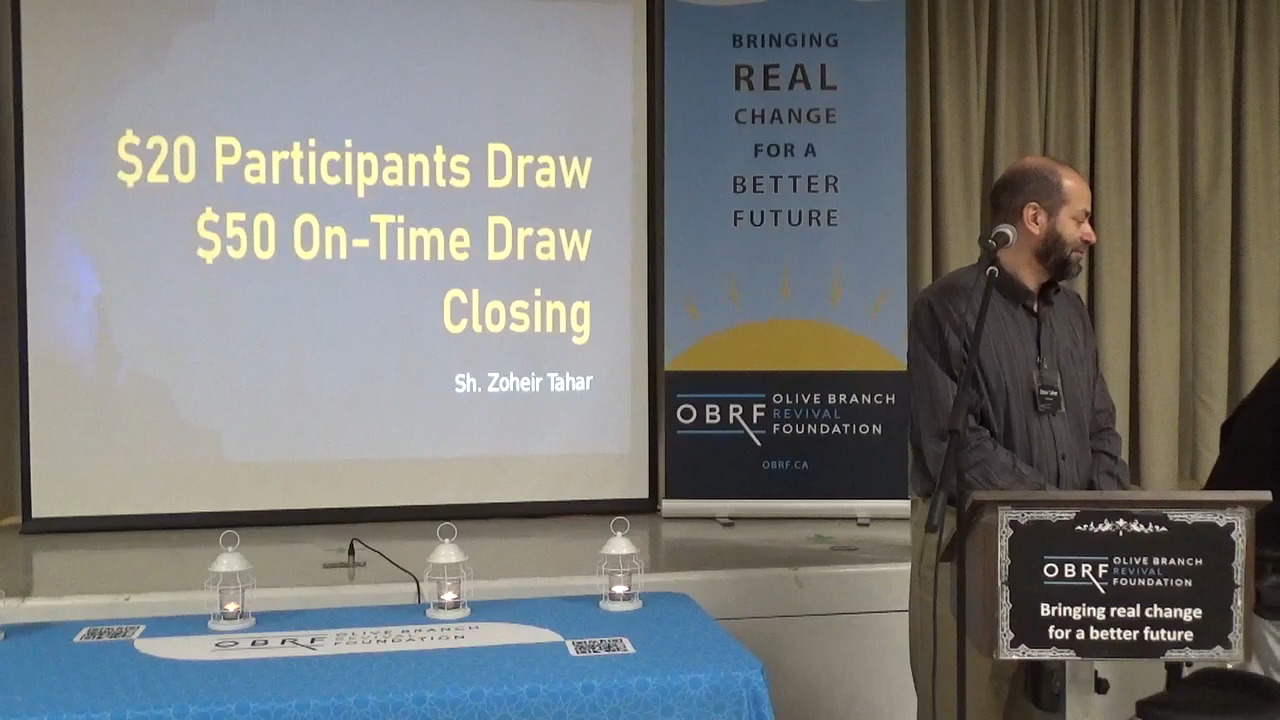 $20 Participants Draw
$50 On-Time Draw
Closing
Sh. Zoheir Tahar
BRINGING
REAL
CHANGE
FOR A
BETTER
FUTURE
OBRF
OLIVE BRANCH
REVIVAL
FOUNDATION
OBRF.CA
OBRF
OLIVE BRANCH
REVIVAL
FOUNDATION
Bringing real change
for a better future
OBRF
OLIVE BRANCH
FOUNDATION